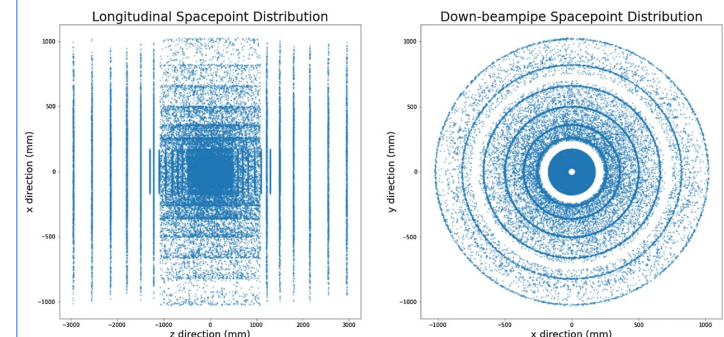 Longitudinal Spacepoint Distribution
1000
500
0
−500
−1000
x direction (mm)
−3000 −2000 −1000 0 1000 2000 3000
z direction (mm)
Down-beampipe Spacepoint Distribution
1000
500
0
−500
−1000
y direction (mm)
−1000 −500 0 500 1000
x direction (mm)